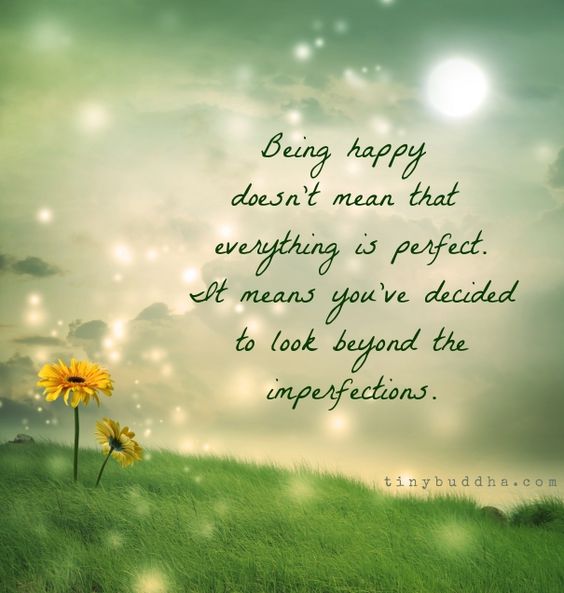 Being happy
doesn't mean that
everything is perfect.
It means you've decided
to look beyond the
imperfections.
tinybuddha.com